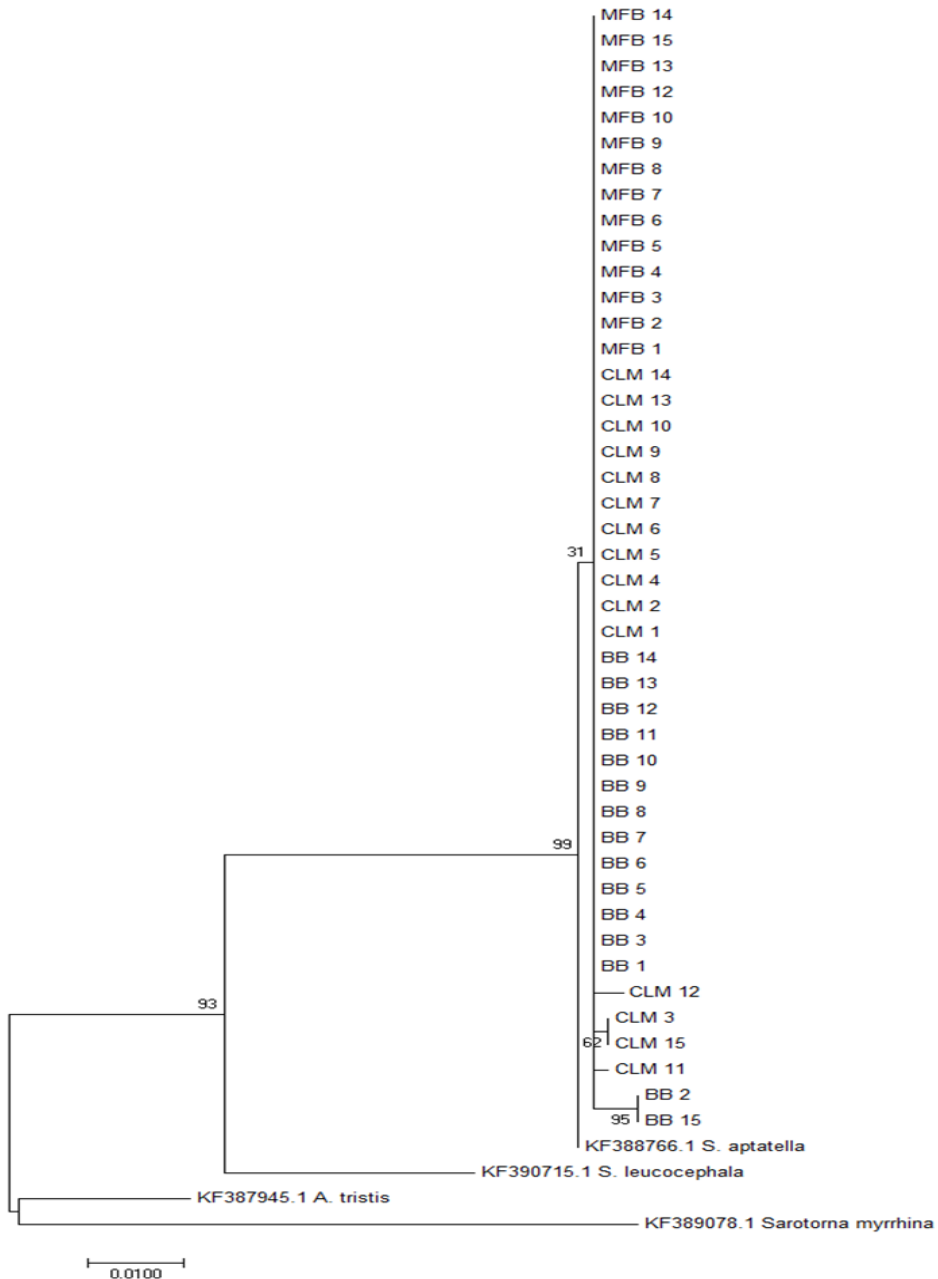 MFB 14
MFB 15
MFB 13
MFB 12
MFB 10
MFB 9
MFB 8
MFB 7
MFB 6
MFB 5
MFB 4
MFB 3
MFB 2
MFB 1
CLM 14
CLM 13
CLM 10
CLM 9
CLM 8
CLM 7
CLM 6
31
CLM 5
CLM 4
CLM 2
CLM 1
BB 14
BB 13
BB 12
BB 11
BB 10
BB 9
BB 8
BB 7
99
BB 6
BB 5
BB 4
BB 3
BB 1
CLM 12
93
CLM 3
62
CLM 15
CLM 11
BB 2
95
BB 15
KF388766.1 S. aptatella
KF390715.1 S. leucocephala
KF387945.1 A. tristis
KF389078.1 Sarotorna myrrhina
0.0100